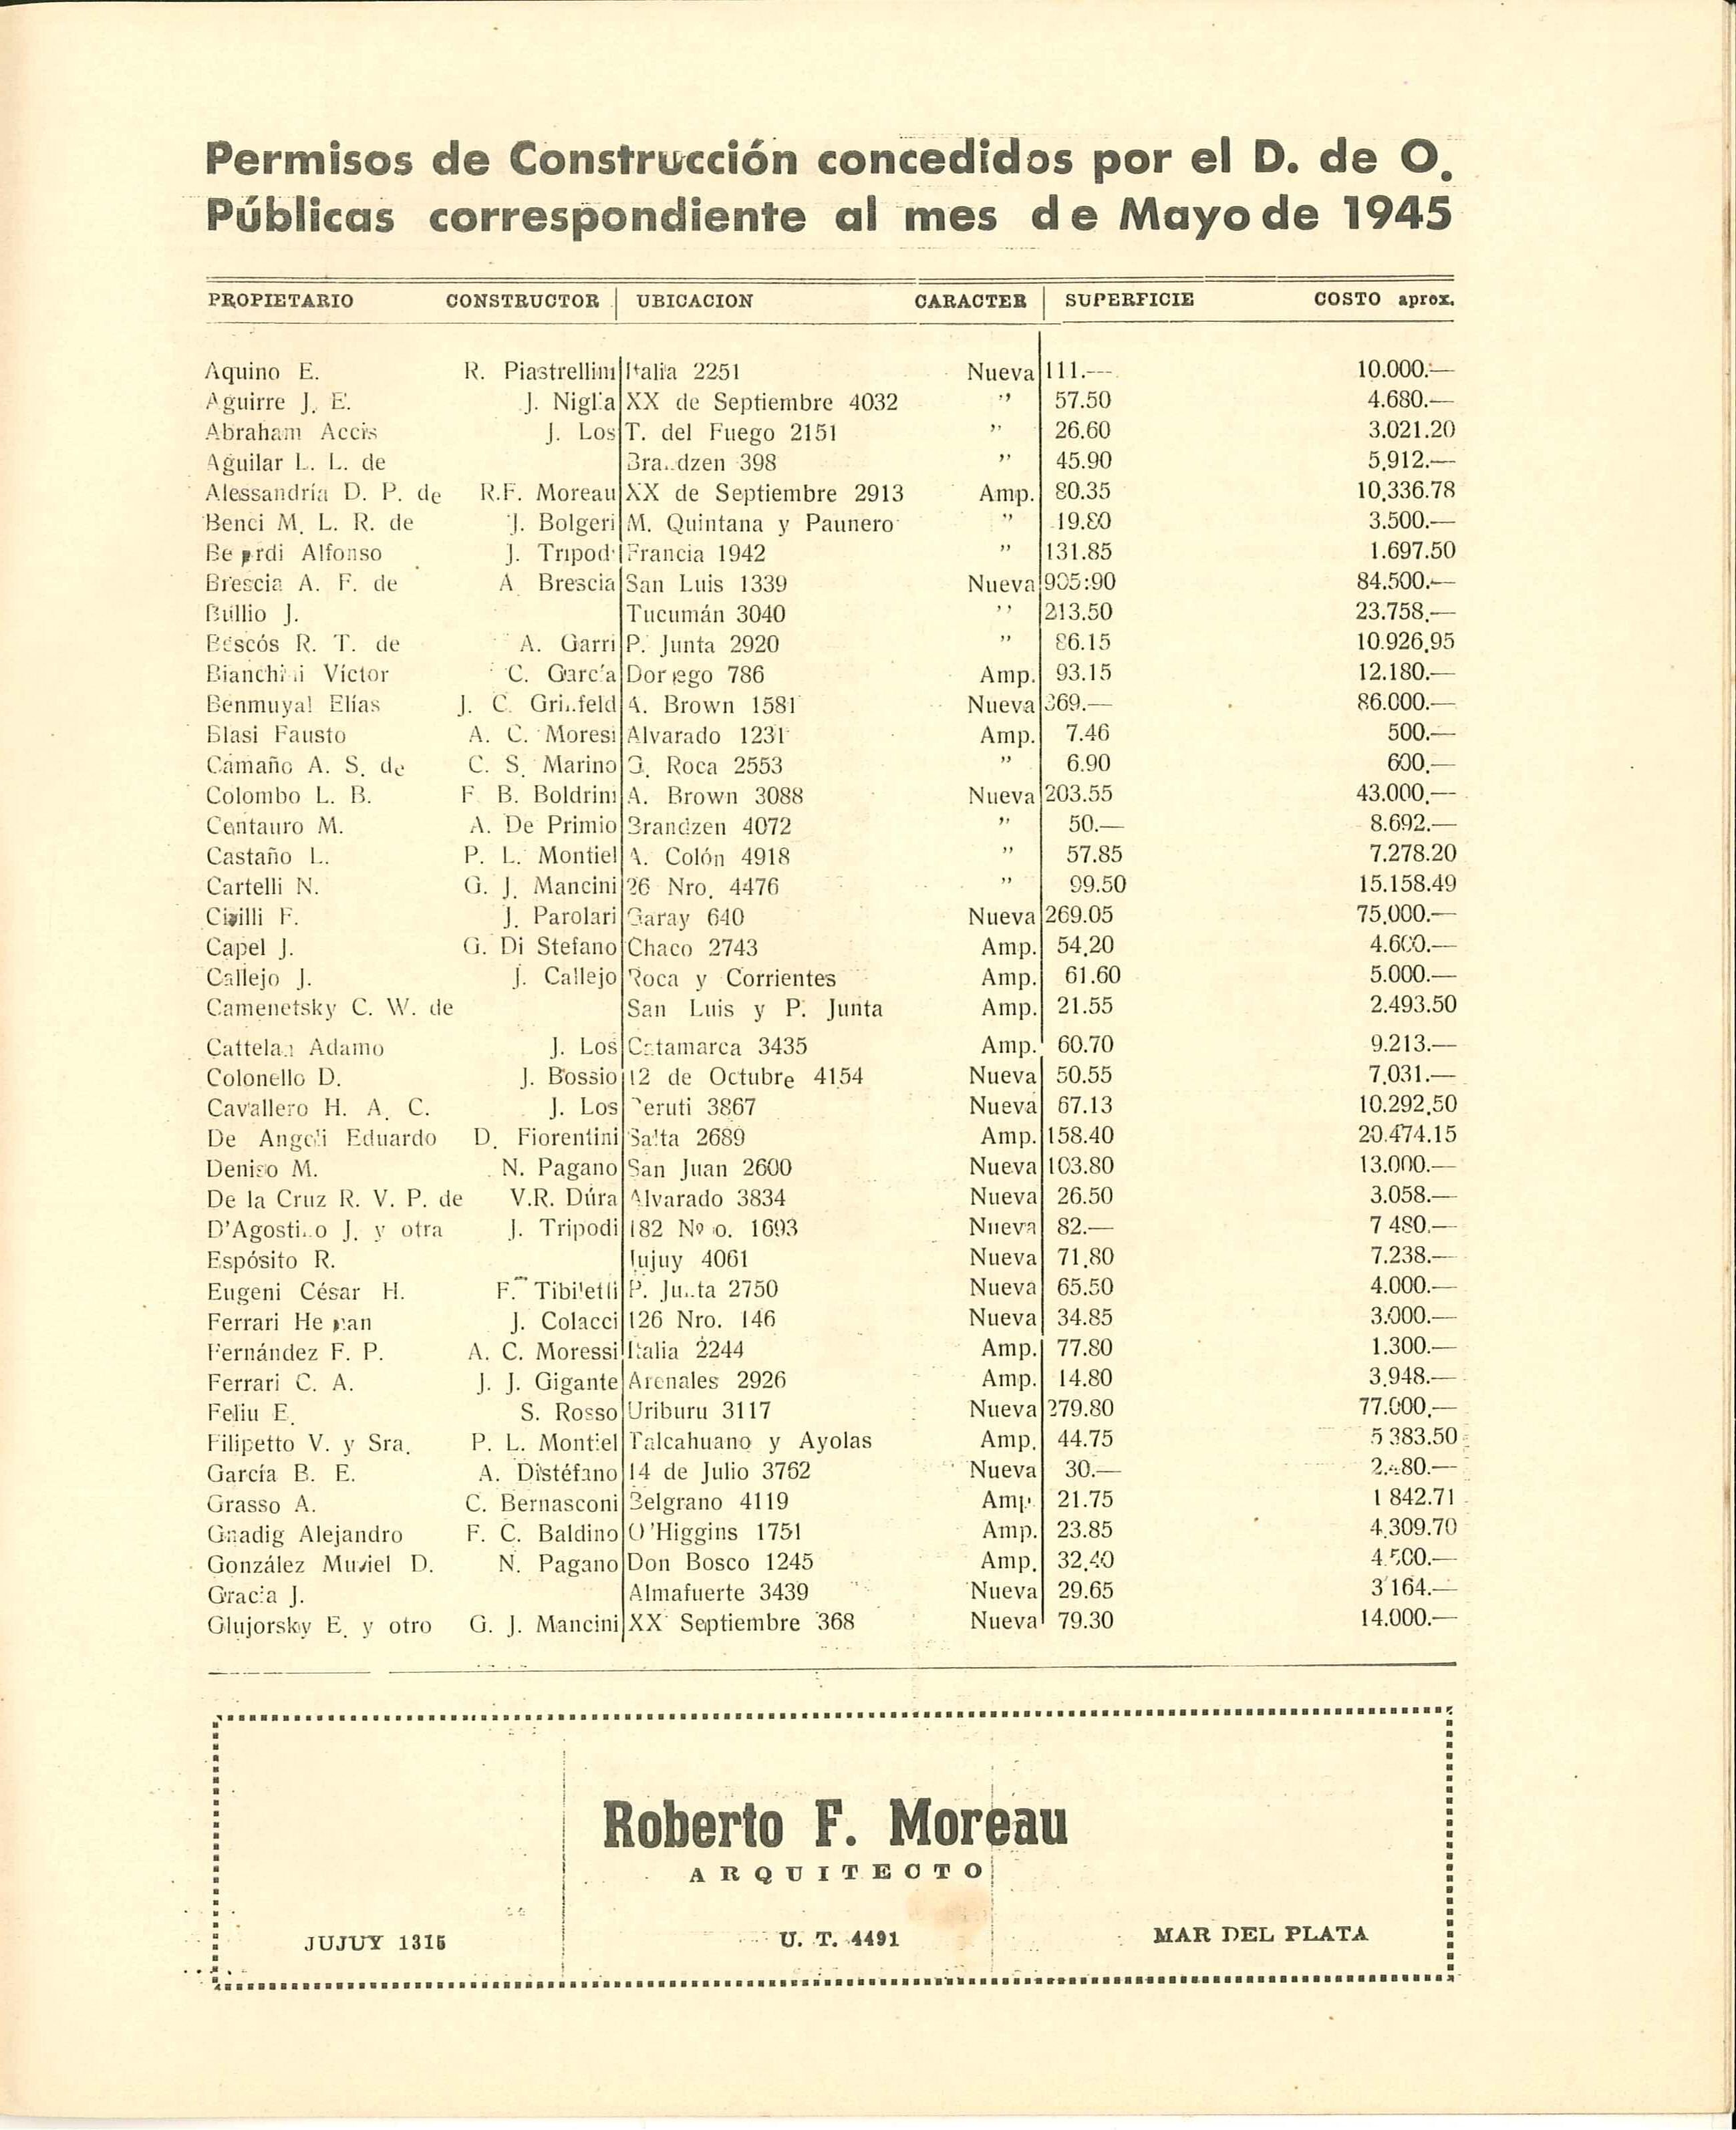 Permisos de Construcción concedidos por el D. de O.
Públicas correspondiente al mes de Mayo de 1945
PROPIETARIO CONSTRUCTOR UBICACION CARACTER SUPERFICIE COSTO aprox.
Aquino E. R. Piastrellini Italia 2251 Nueva 111.— 10.000.—
Aguirre J. E. J. Niglia XX de Septiembre 4032 " 57.50 4.680.—
Abraham Accis J. Los T. del Fuego 2151 " 26.60 3.021.20
Aguilar L. L. de Brandzen 398 " 45.90 5,912.—
Alessandría D. P. de R.F. Moreau XX de Septiembre 2913 Amp. 80.35 10,336.78
Benci M. L. R. de J. Bolgeri M. Quintana y Paunero " 19.80 3.500.—
Alfonso J. Tripodi Francia 1942 " 131.85 1.697.50
Brescia A. F. de A. Brescia San Luis 1339 Nueva 905:90 84.500.—
Bullio J. Tucumán 3040 " 213.50 23.758.—
Bescós R. T. de A. Garri P. Junta 2920 " 86.15 10.926,95
Bianchini Víctor C. García Dorrego 786 Amp. 93.15 12.180.—
Benmuyal Elías J. C. Grinfeld A. Brown 1581 Nueva 369.— 86.000.—
Blasi Fausto A. C. Moresi Alvarado 1231 Amp. 7.46 500.—
Cámaño A. S. de C. S. Marino G. Roca 2553 " 6.90 600.—
Colombo L. B. F. B. Boldrini A. Brown 3088 Nueva 203.55 43.000.—
Centauro M. A. De Primio Brandzen 4072 " 50.— 8.692.—
Castaño L. P. L. Montiel A. Colón 4918 " 57.85 7.278.20
Cartelli N. G. J. Mancini 26 Nro. 4476 " 99.50 15.158.49
F. J. Parolari Garay 640 Nueva 269.05 75.000.—
Capel J. G. Di Stefano Chaco 2743 Amp. 54,20 4.600.—
Callejo J. J. Callejo Roca y Corrientes Amp. 61.60 5.000.—
Camenetsky C. W. de San Luis y P. Junta Amp. 21.55 2.493.50
Cattelan Adamo J. Los Catamarca 3435 Amp. 60.70 9.213.—
Colonello D. J. Bossio 12 de Octubre 4154 Nueva 50.55 7,031.—
Cavallero H. A. C. J. Los Beruti 3867 Nueva 67.13 10.292,50
De Angeli Eduardo D. Fiorentini Salta 2689 Amp. 158.40 20.474.15
Deniso M. N. Pagano San Juan 2600 Nueva 103.80 13.000.—
De la Cruz R. V. P. de V.R. Dúra Alvarado 3834 Nueva 26.50 3.058.—
D'Agostino J. y otra J. Tripodi 182 1693 Nueva 82.— 7 480.—
Espósito R. Jujuy 4061 Nueva 71,80 7.238.—
Eugeni César H. F. Tibiletti P. Junta 2750 Nueva 65.50 4.000.—
Ferrari J. Colacci 126 Nro. 146 Nueva 34.85 3.000.—
Fernández F. P. A. C. Moressi Italia 2244 Amp. 77.80 1.300.—
Ferrari C. A. J. J. Gigante Arenales 2926 Amp. 14.80 3,948.—
Feliu E. S. Rosso Uriburu 3117 Nueva 279.80 77.000.—
Filipetto V. y Sra. P. L. Montiel Talcahuano y Ayolas Amp. 44.75 5 383.50
García B. E. A. Distéfano 14 de Julio 3762 Nueva 30.—
Grasso A. C. Bernasconi Belgrano 4119 Amp. 21.75 1 842.71
Gnadig Alejandro F. C. Baldino O'Higgins 1751 Amp. 23.85 4,309.70
González D. N. Pagano Don Bosco 1245 Amp. 32,40 4.500.—
Gracia J. Almafuerte 3439 Nueva 29.65 3 164.—
Glujorsky E. y otro G. J. Mancini XX Septiembre 368 Nueva 79.30 14.000.—
Roberto F. Moreau
ARQUITECTO
JUJUY 1315 U. T. 4491 MAR DEL PLATA